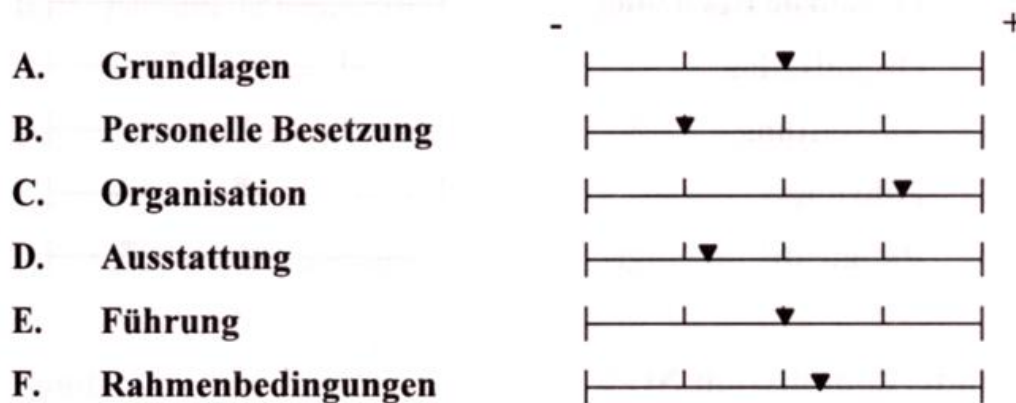 - +
A. Grundlagen
B. Personelle Besetzung
C. Organisation
D. Ausstattung
E. Führung
F. Rahmenbedingungen